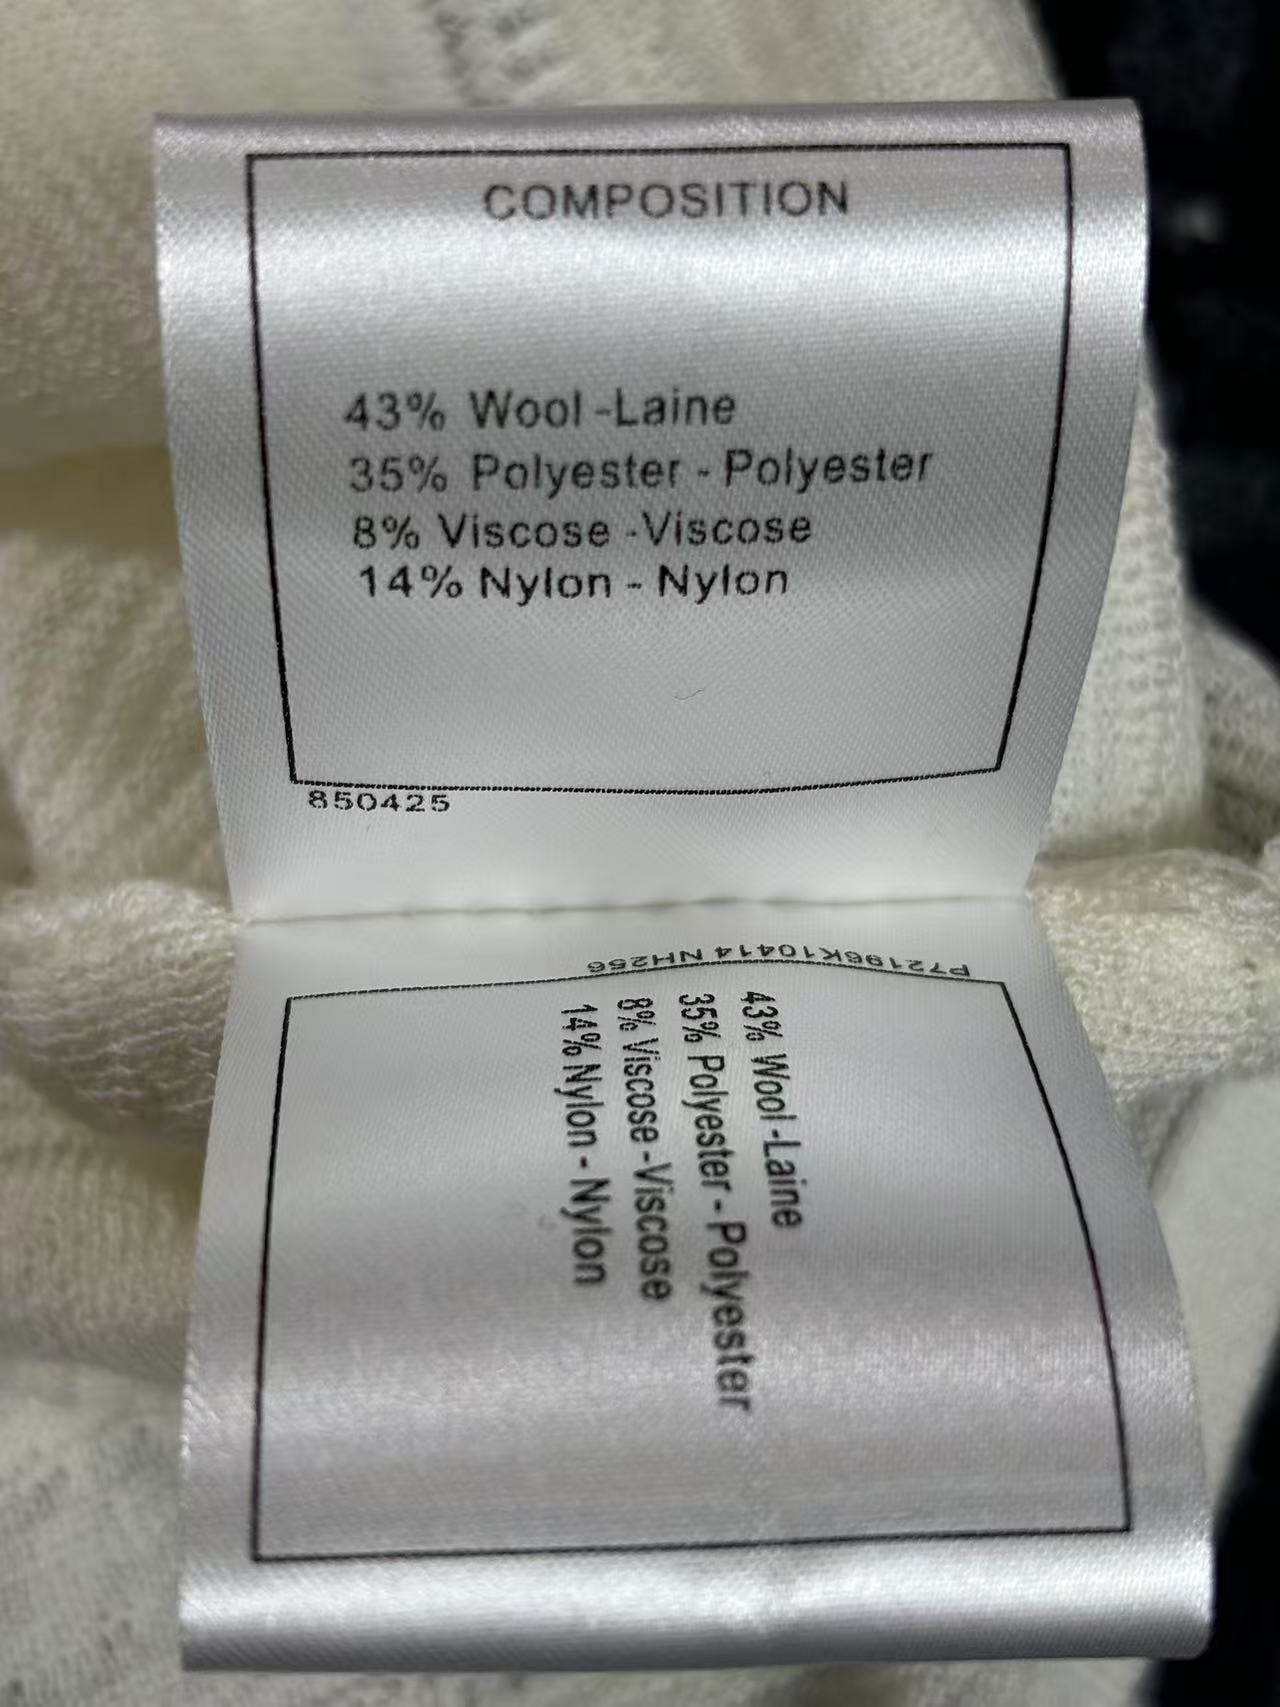 COMPOSITION
43% Wool -Laine
35% Polyester - Polyester
8% Viscose -Viscose
14% Nylon - Nylon
850425
P72196K10414 NH256
43% Wool -Laine
35% Polyester - Polyester
8% Viscose -Viscose
14% Nylon - Nylon